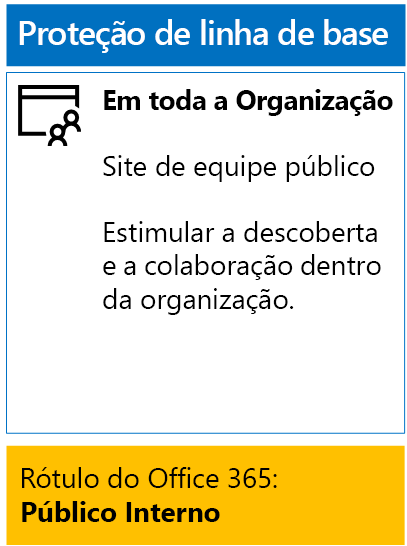 Proteção de linha de base
Em toda a Organização
Site de equipe público
Estimular a descoberta
e a colaboração dentro
da organização.
Rótulo do Office 365:
Público Interno